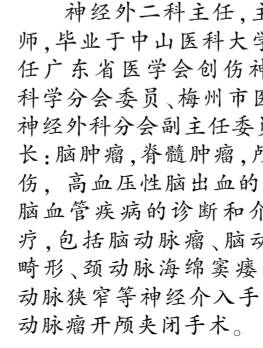 神经外二科主任,主
师,毕业于中山医科大学
任广东省医学会创伤神
科学分会委员、梅州市医
神经外科分会副主任委员
长:脑肿瘤,脊髓肿瘤,颅
伤, 高血压性脑出血的
脑血管疾病的诊断和介
疗,包括脑动脉瘤、脑动
畸形、颈动脉海绵窦瘘
动脉狭窄等神经介入手
动脉瘤开颅夹闭手术。